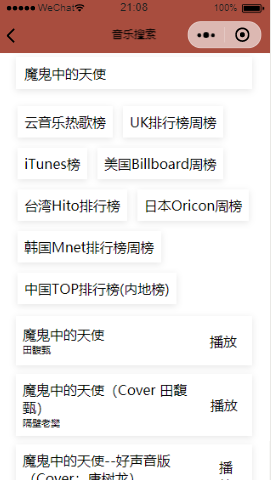 WeChat 21:08 100%
音乐搜索
魔鬼中的天使
云音乐热歌榜 UK排行榜周榜
iTunes榜 美国Billboard周榜
台湾Hito排行榜 日本Oricon周榜
韩国Mnet排行榜周榜
中国TOP排行榜(内地榜)
魔鬼中的天使
田馥甄
播放
魔鬼中的天使（Cover 田馥
甄）
隔壁老樊
播放
魔鬼中的天使--好声音版
（Cover：唐树龙）
播